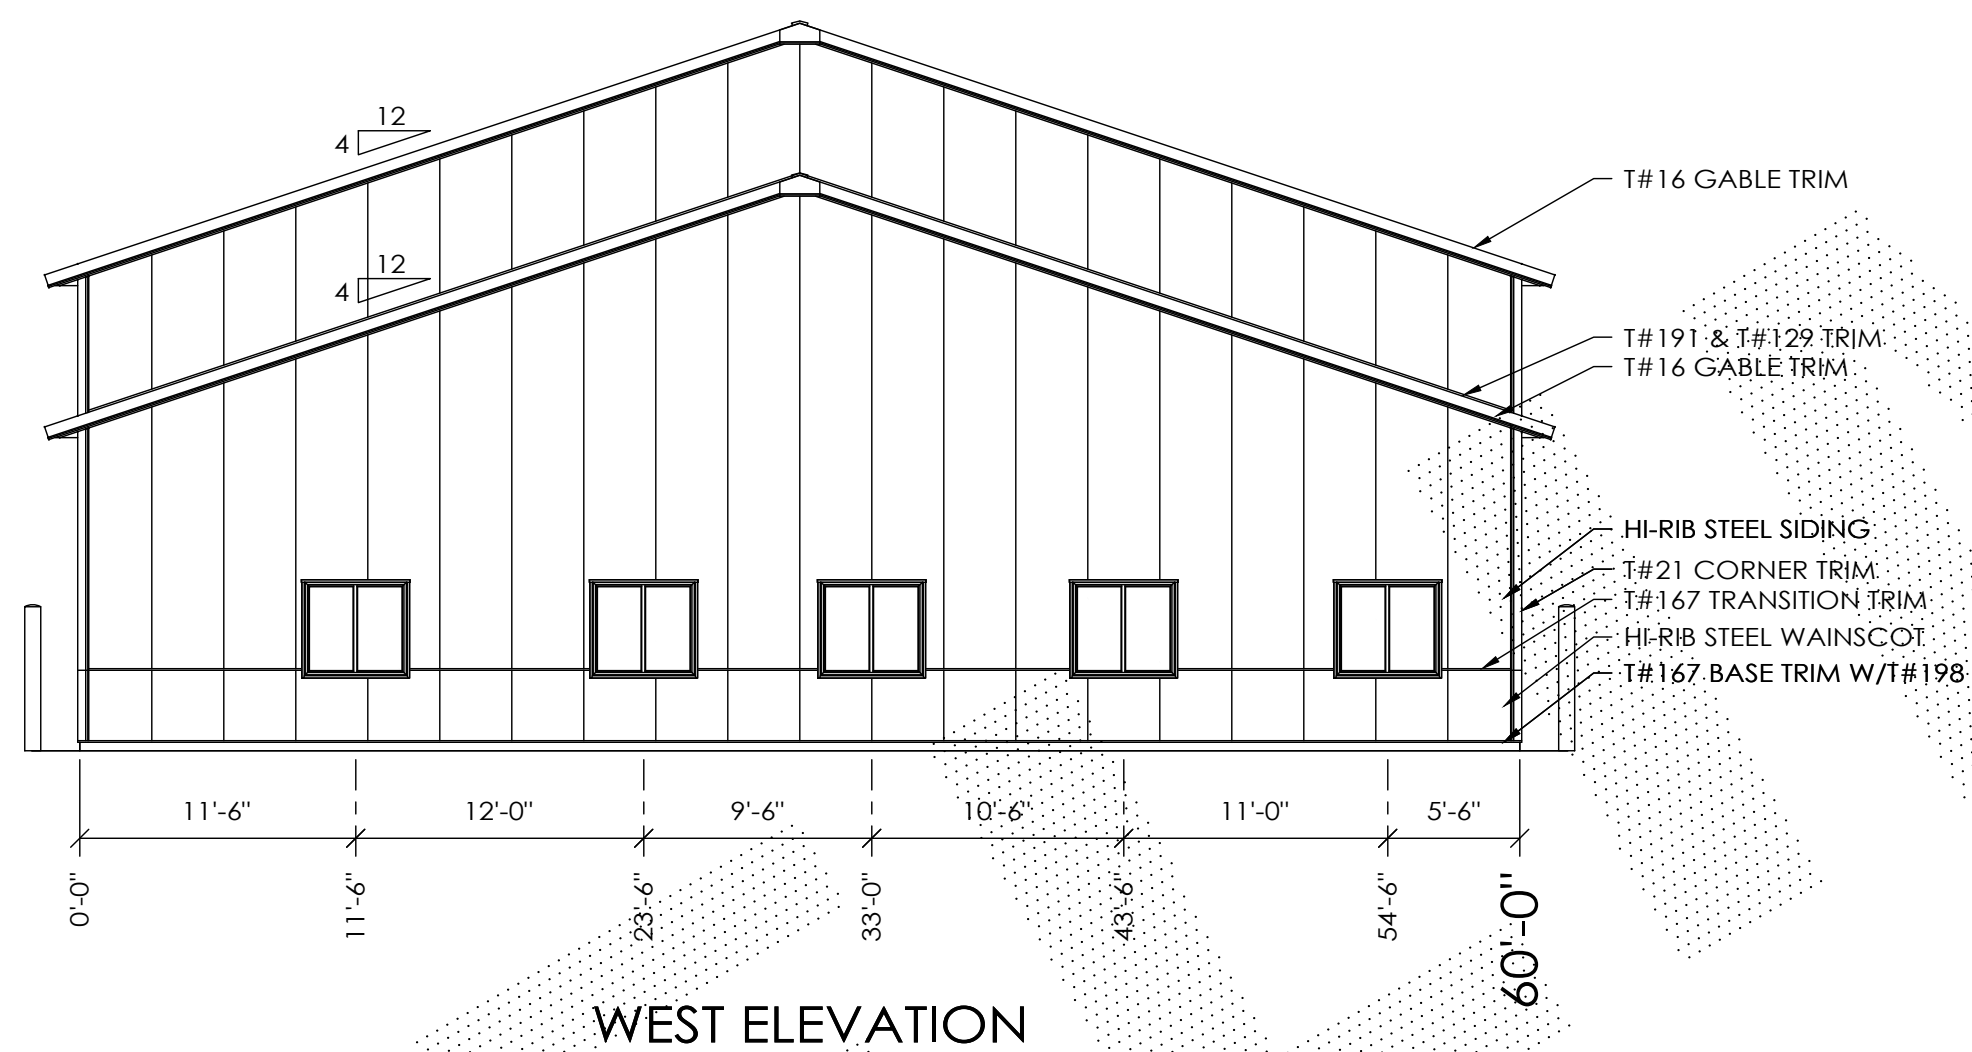 12
4
T#16 GABLE TRIM
12
4
T#191 & T#129 TRIM
T#16 GABLE TRIM
HI-RIB STEEL SIDING
T#21 CORNER TRIM
T#167 TRANSITION TRIM
HI-RIB STEEL WAINSCOT
T#167 BASE TRIM W/T#198
11'-6" 12'-0" 9'-6" 10'-6" 11'-0" 5'-6"
0'-0" 11'-6" 23'-6" 33'-0" 43'-6" 54'-6" 60'-0"
WEST ELEVATION